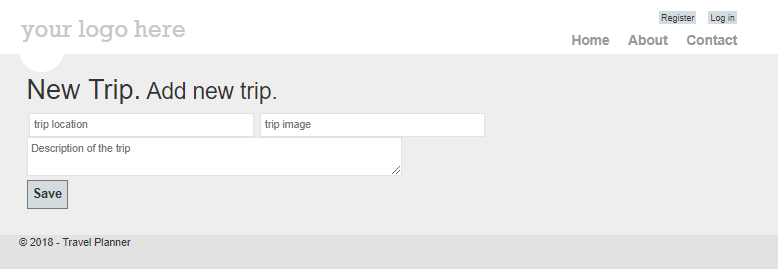 Register Log in
your logo here
Home About Contact
New Trip. Add new trip.
trip location trip image
Description of the trip
Save
© 2018 - Travel Planner